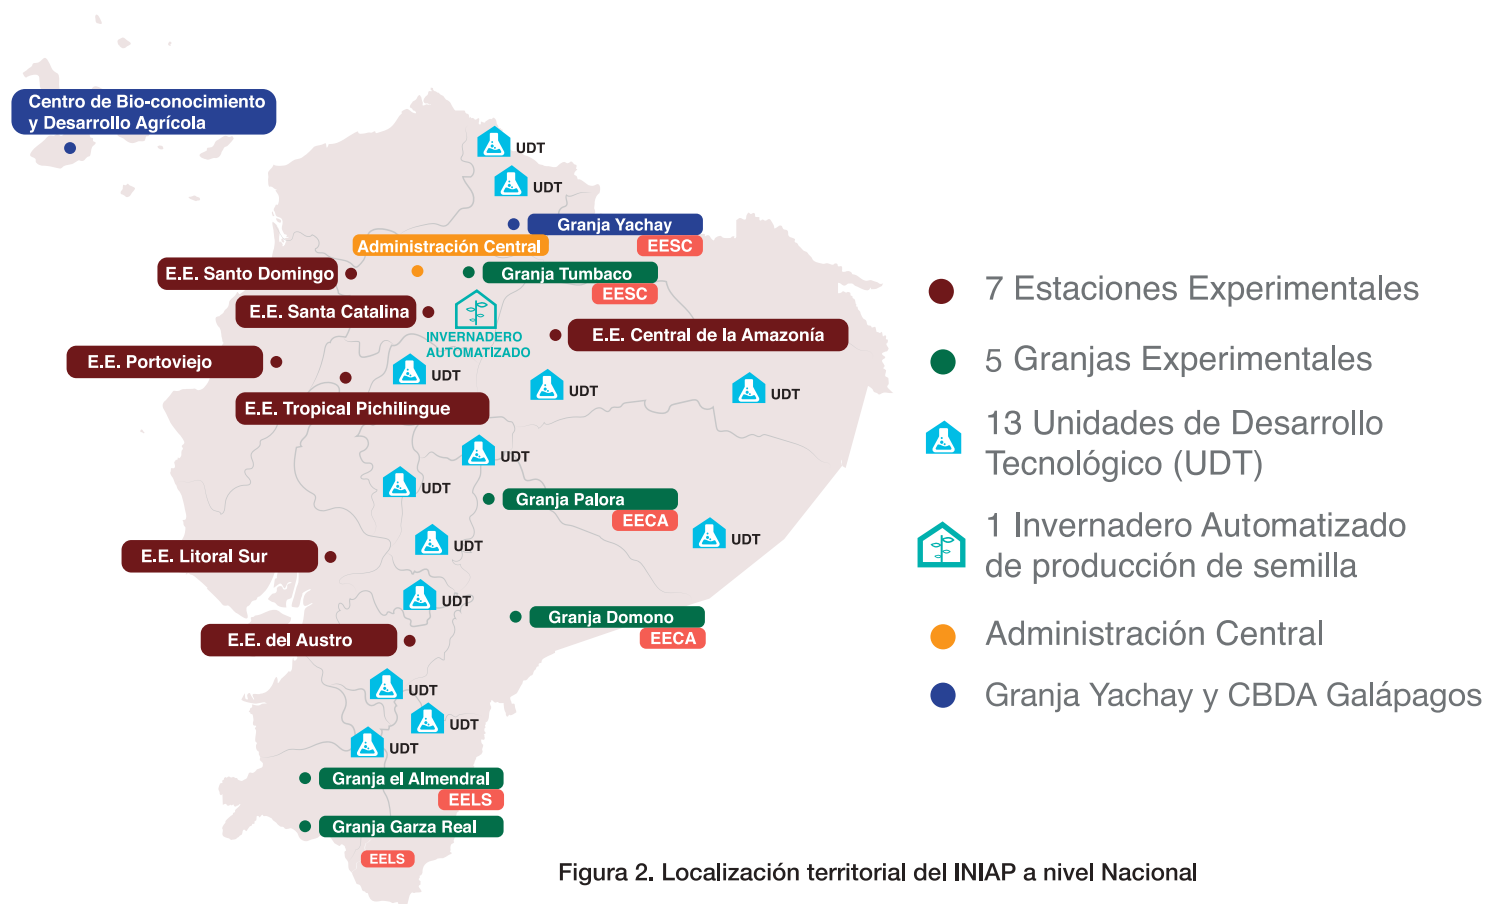 Centro de Bio-conocimiento
y Desarrollo Agrícola
UDT
UDT
Granja Yachay
EESC
Administración Central
E.E. Santo Domingo
Granja Tumbaco
EESC
E.E. Santa Catalina
INVERNADERO
AUTOMATIZADO
E.E. Central de la Amazonía
E.E. Portoviejo
UDT
UDT
UDT
E.E. Tropical Pichilingue
UDT
UDT
Granja Palora
EECA
UDT
UDT
E.E. Litoral Sur
UDT
Granja Domono
EECA
E.E. del Austro
UDT
UDT
UDT
Granja el Almendral
EELS
Granja Garza Real
EELS
7 Estaciones Experimentales
5 Granjas Experimentales
13 Unidades de Desarrollo
Tecnológico (UDT)
1 Invernadero Automatizado
de producción de semilla
Administración Central
Granja Yachay y CBDA Galápagos
Figura 2. Localización territorial del INIAP a nivel Nacional